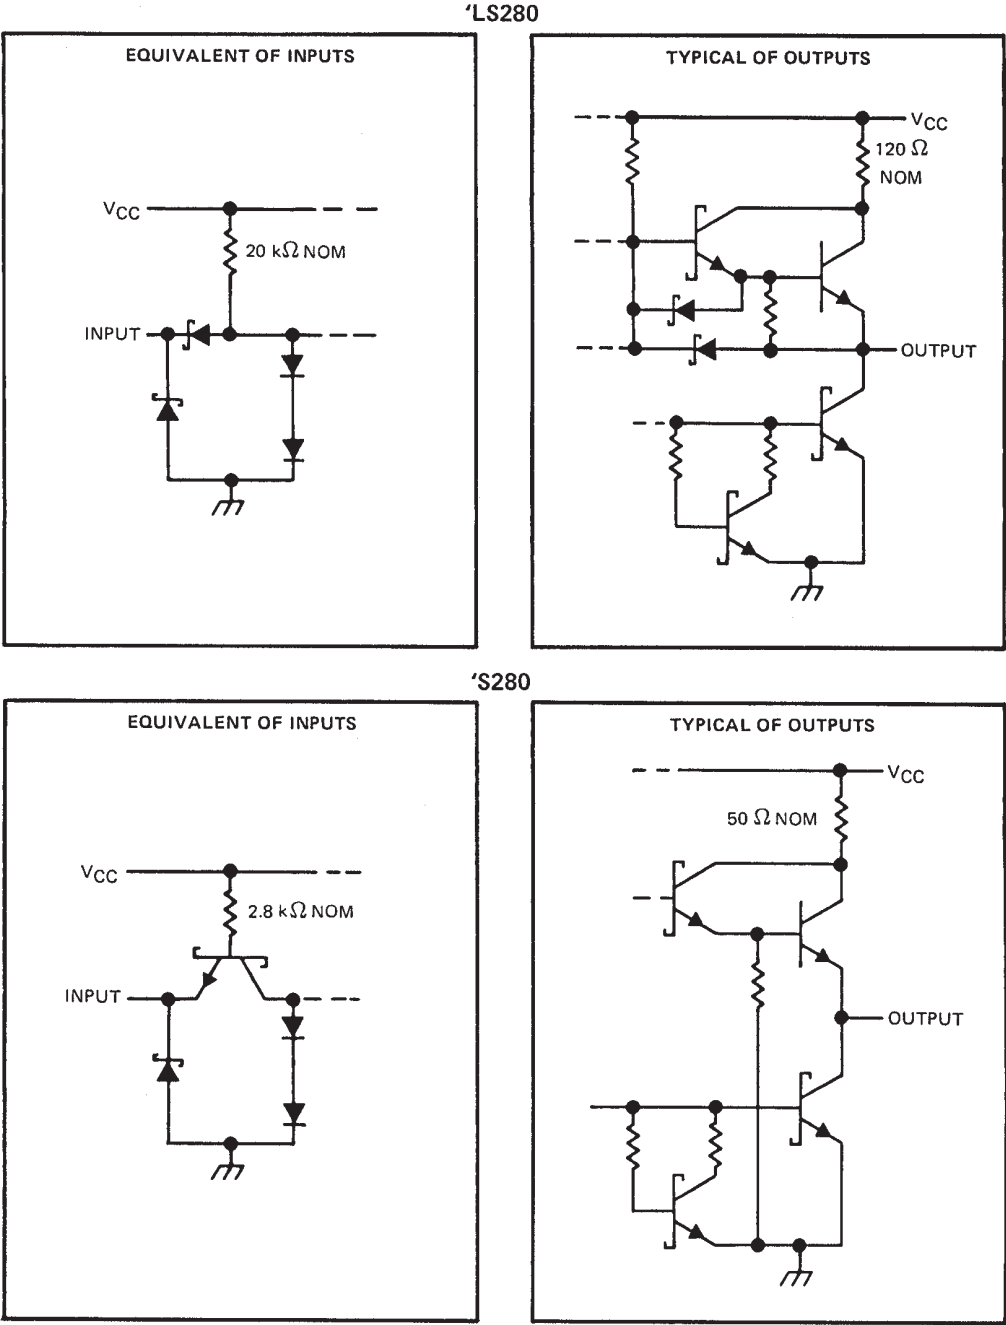 'LS280
EQUIVALENT OF INPUTS
VCC
20 kΩ NOM
INPUT
TYPICAL OF OUTPUTS
VCC
120 Ω
NOM
OUTPUT
'S280
EQUIVALENT OF INPUTS
VCC
2.8 kΩ NOM
INPUT
TYPICAL OF OUTPUTS
VCC
50 Ω NOM
OUTPUT